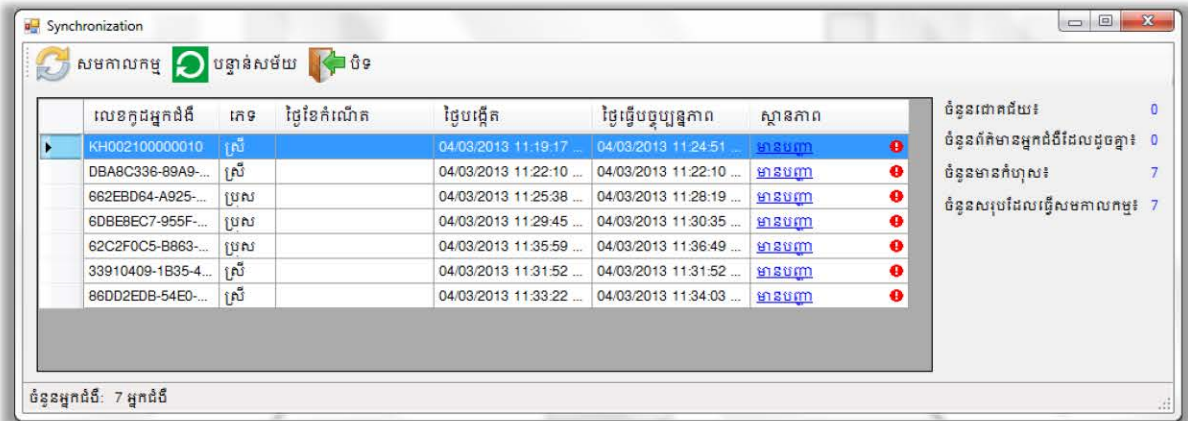 Synchronization
សមកាលកម្ម បន្ទាន់សម័យ បិទ
លេខកូដអ្នកជំងឺ ភេទ ថ្ងៃខែកំណើត ថ្ងៃបង្កើត ថ្ងៃធ្វើបច្ចុប្បន្នភាព ស្ថានភាព
KH002100000010 ស្រី 04/03/2013 11:19:17 ... 04/03/2013 11:24:51 ... មានបញ្ហា
DBA8C336-89A9-... ស្រី 04/03/2013 11:22:10 ... 04/03/2013 11:22:10 ... មានបញ្ហា
662EBD64-A925-... ប្រុស 04/03/2013 11:25:38 ... 04/03/2013 11:28:19 ... មានបញ្ហា
6DBE8EC7-955F-... ប្រុស 04/03/2013 11:29:45 ... 04/03/2013 11:30:35 ... មានបញ្ហា
62C2F0C5-B863-... ប្រុស 04/03/2013 11:35:59 ... 04/03/2013 11:36:49 ... មានបញ្ហា
33910409-1B35-4... ស្រី 04/03/2013 11:31:52 ... 04/03/2013 11:31:52 ... មានបញ្ហា
86DD2EDB-54E0-... ស្រី 04/03/2013 11:33:22 ... 04/03/2013 11:34:03 ... មានបញ្ហា
ចំនួនជោគជ័យ៖ 0
ចំនួនព័ត៌មានអ្នកជំងឺដែលដូចគ្នា៖ 0
ចំនួនមានកំហុស៖ 7
ចំនួនសរុបដែលធ្វើសមកាលកម្ម៖ 7
ចំនួនអ្នកជំងឺ: 7 អ្នកជំងឺ